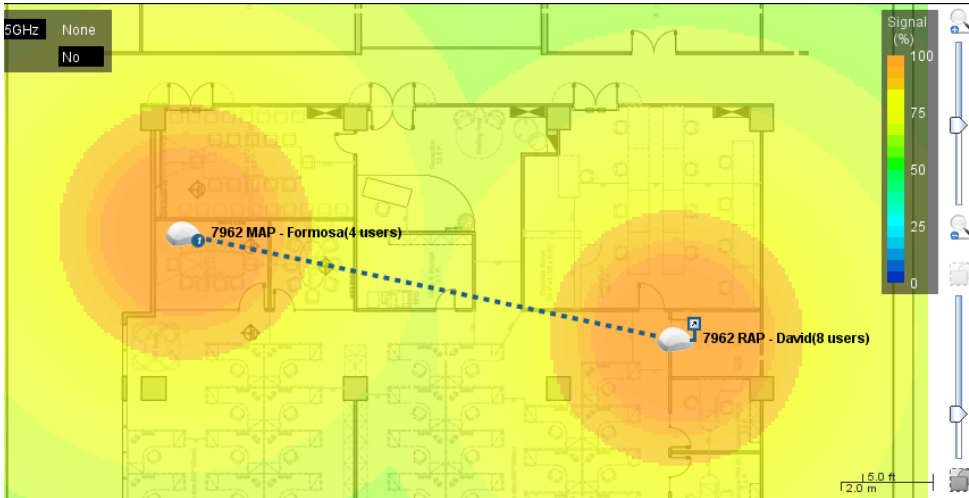 5GHz None
No
Signal
(%)
100
75
50
25
0
7962 MAP - Formosa(4 users)
1
7962 RAP - David(8 users)
5.0 ft
2.0 m